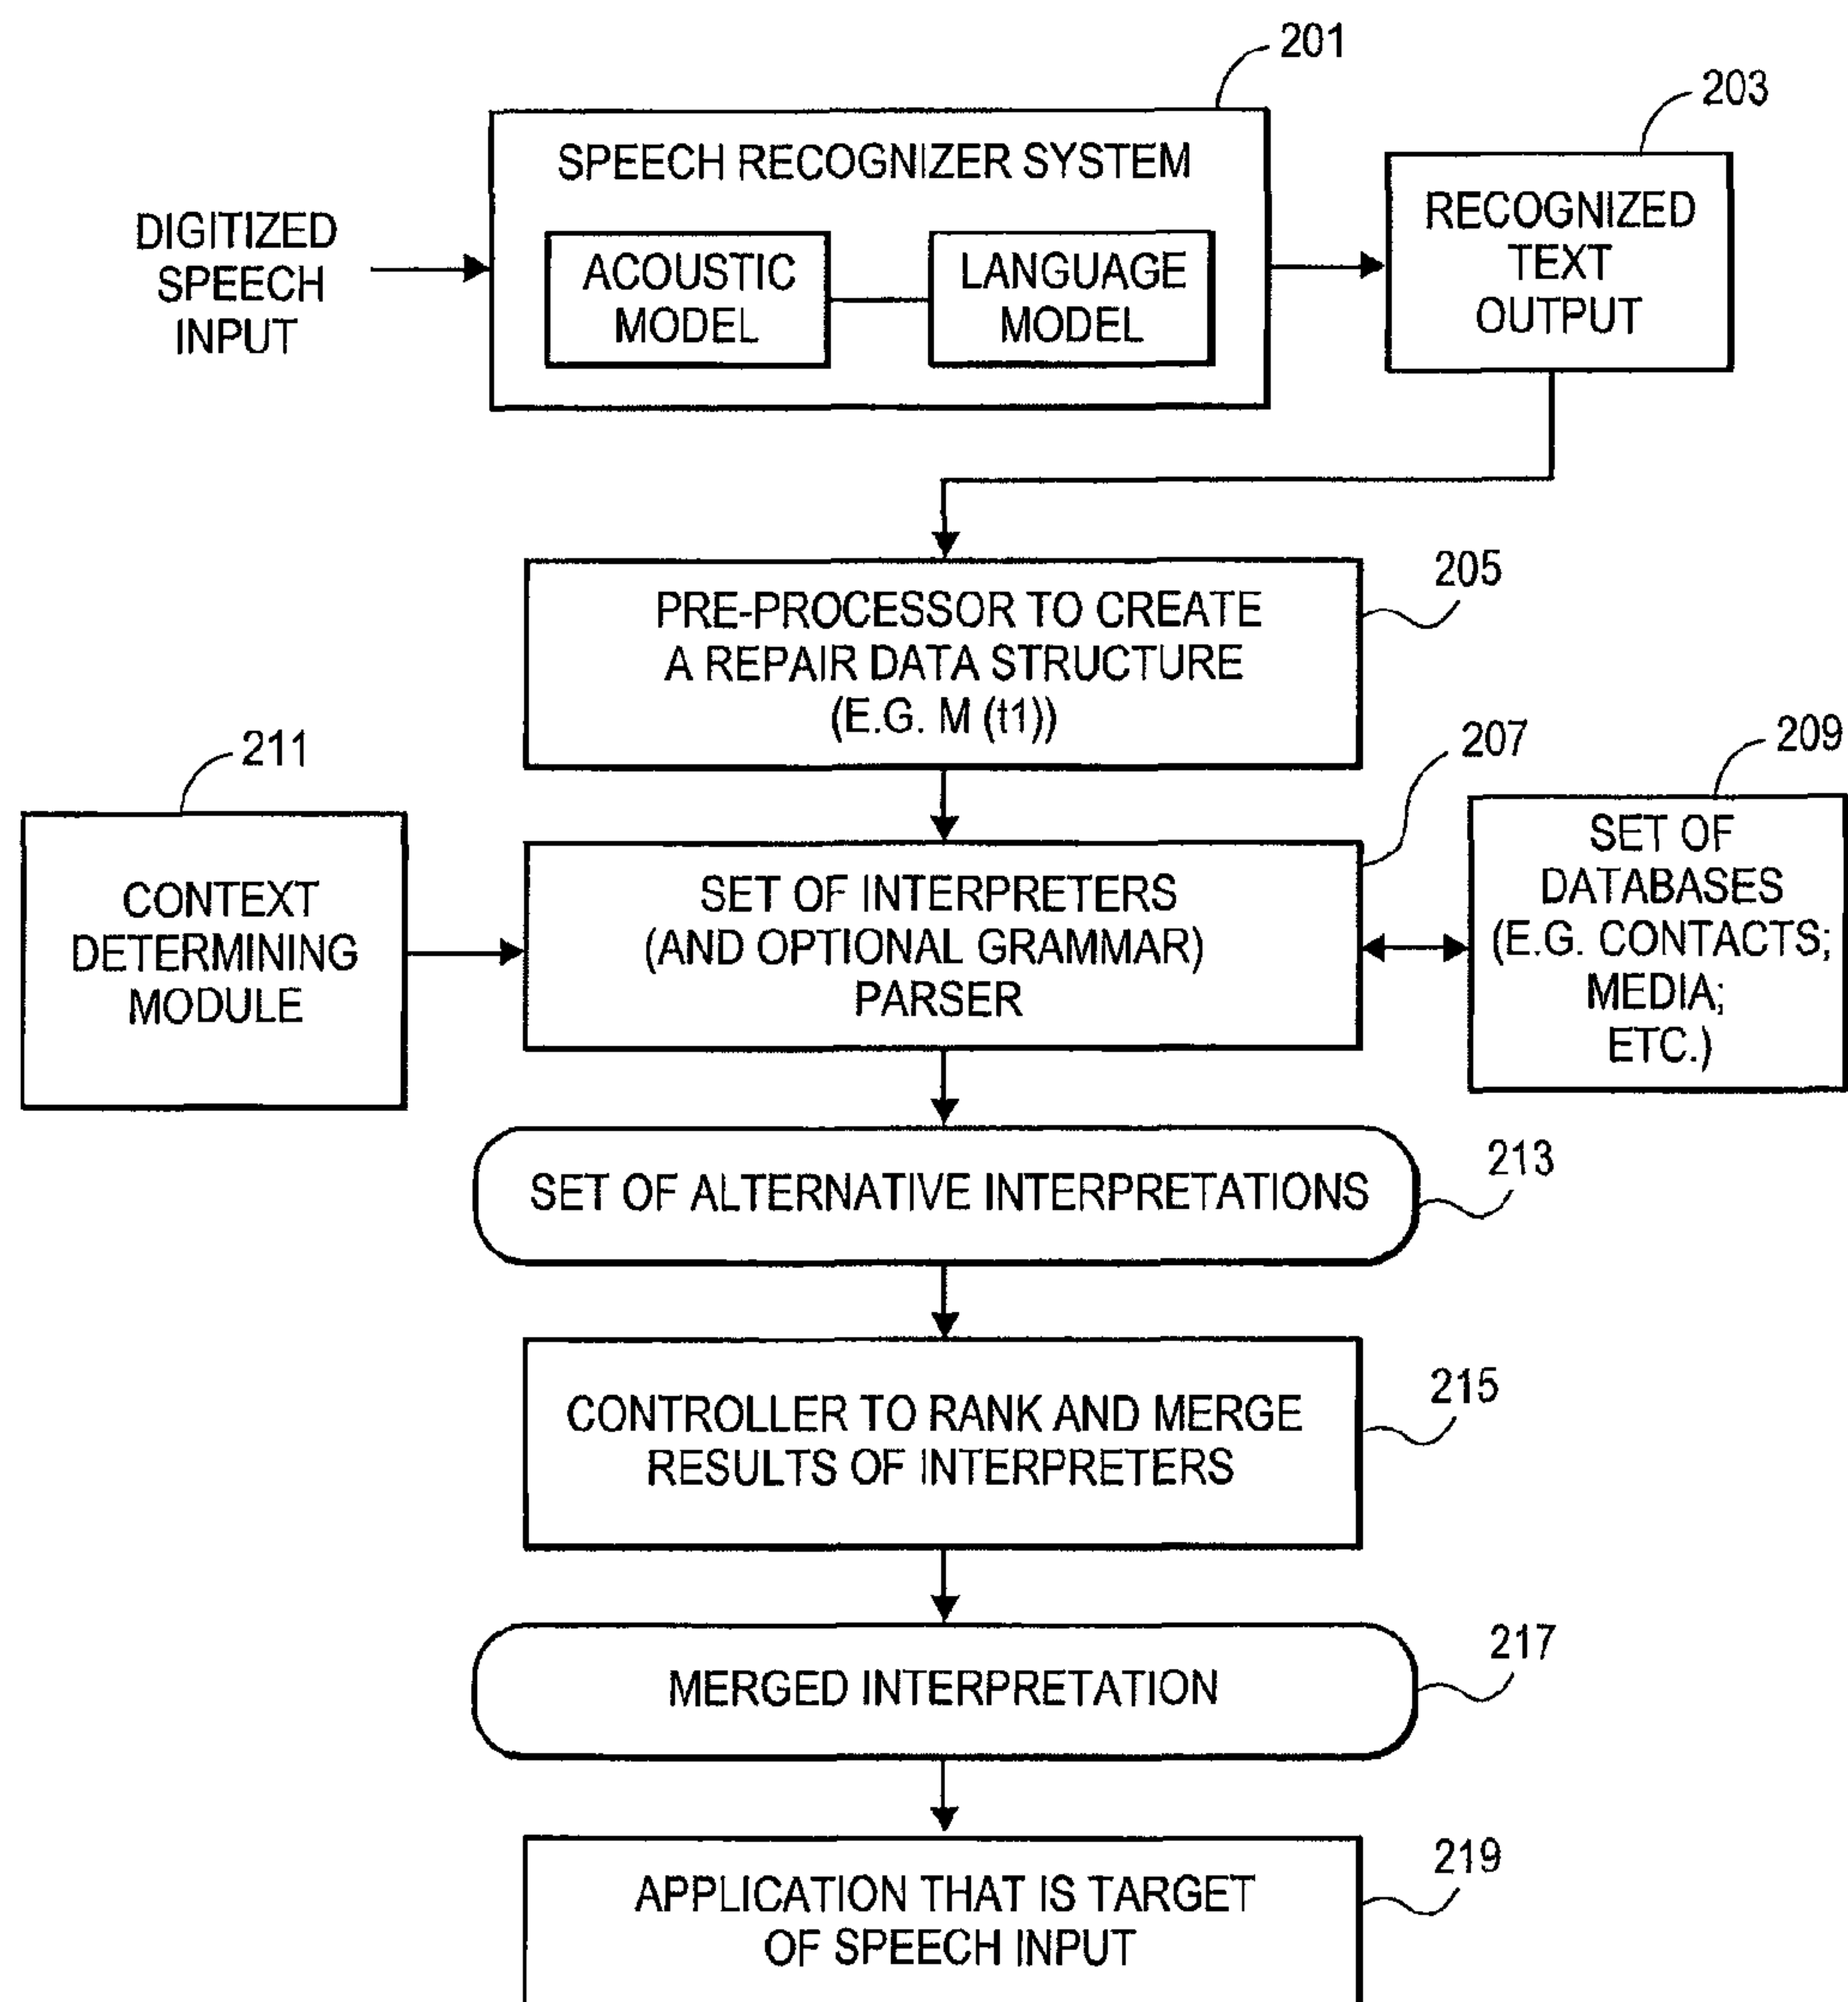 201
203
SPEECH RECOGNIZER SYSTEM
DIGITIZED
SPEECH
INPUT
ACOUSTIC
MODEL
LANGUAGE
MODEL
RECOGNIZED
TEXT
OUTPUT
205
PRE-PROCESSOR TO CREATE
A REPAIR DATA STRUCTURE
(E.G. M (t1))
211
207
209
CONTEXT
DETERMINING
MODULE
SET OF INTERPRETERS
(AND OPTIONAL GRAMMAR)
PARSER
SET OF
DATABASES
(E.G. CONTACTS;
MEDIA;
ETC.)
213
SET OF ALTERNATIVE INTERPRETATIONS
215
CONTROLLER TO RANK AND MERGE
RESULTS OF INTERPRETERS
217
MERGED INTERPRETATION
219
APPLICATION THAT IS TARGET
OF SPEECH INPUT